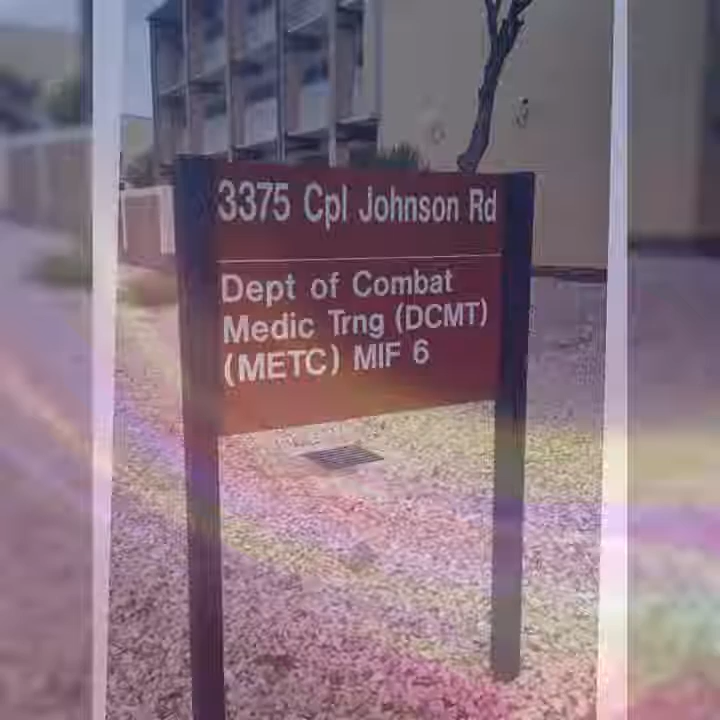 3375 Cpl Johnson Rd
Dept of Combat
Medic Trng (DCMT)
(METC) MIF 6